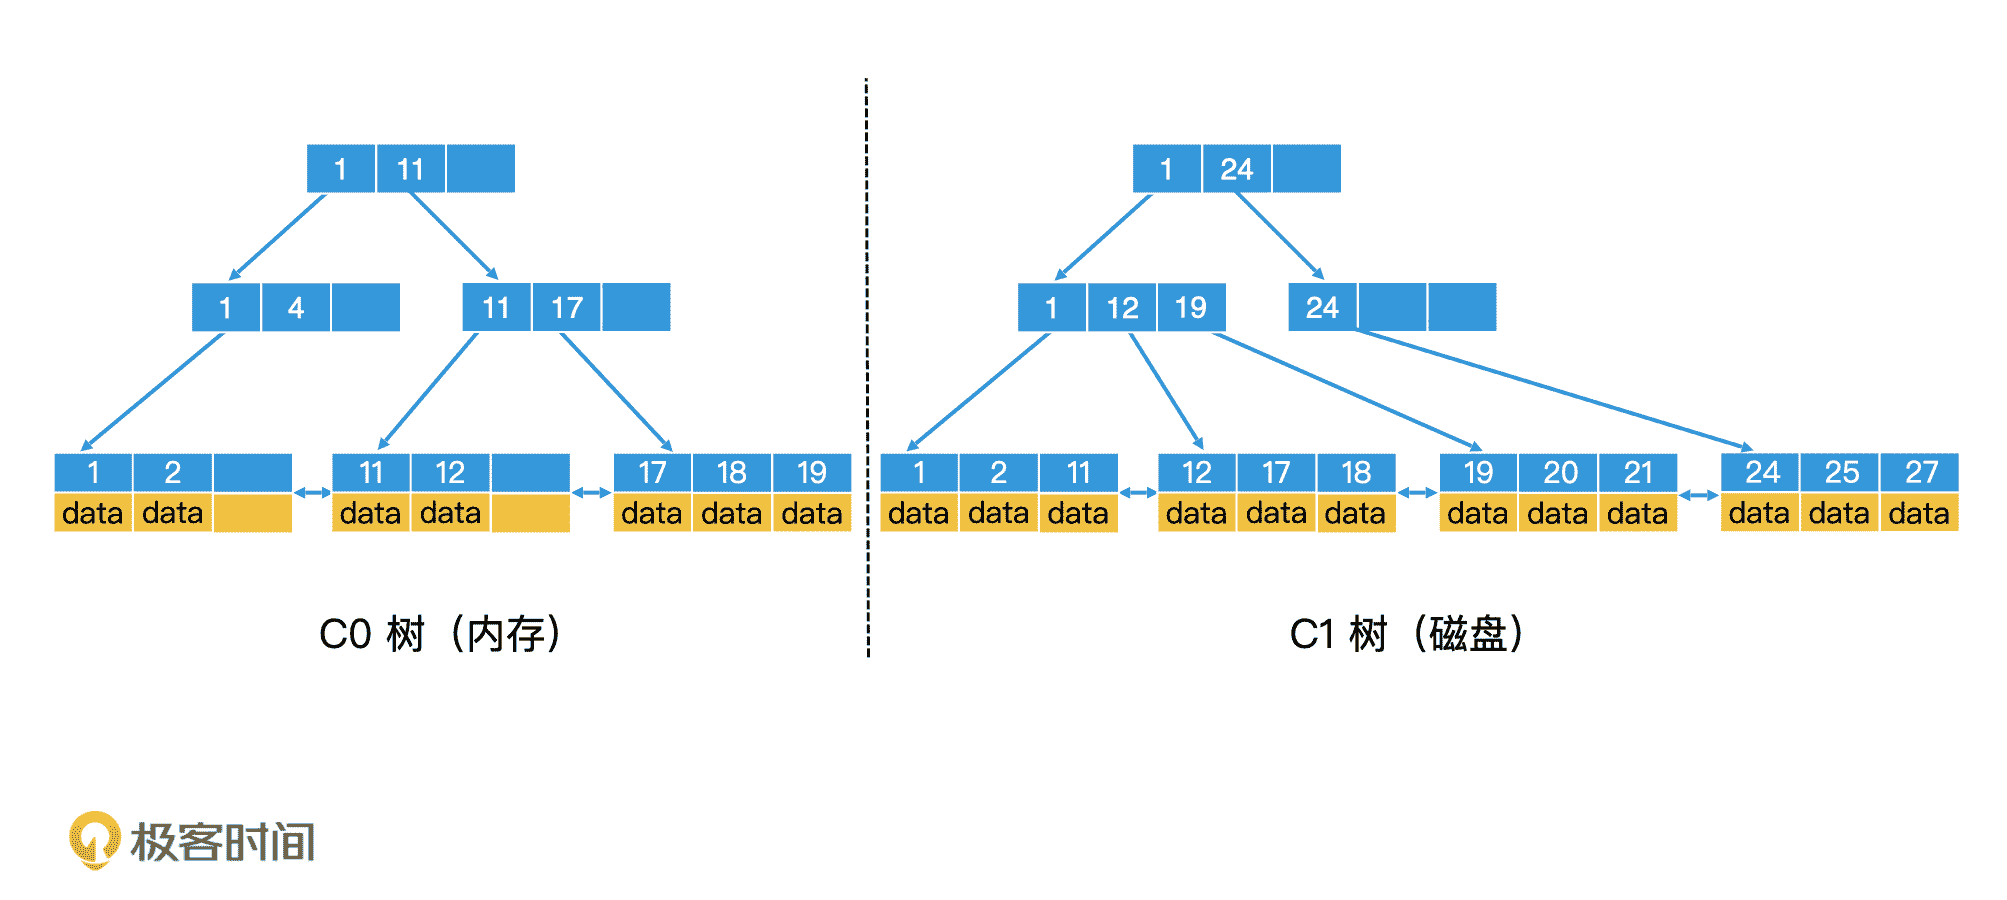 1 11
1 24
1 4
11 17
1 12 19
24
1 2
11 12
17 18 19
1 2 11
12 17 18
19 20 21
24 25 27
data data
data data
data data data
data data data
data data data
data data data
data data data
C0 树（内存）
C1 树（磁盘）
极客时间